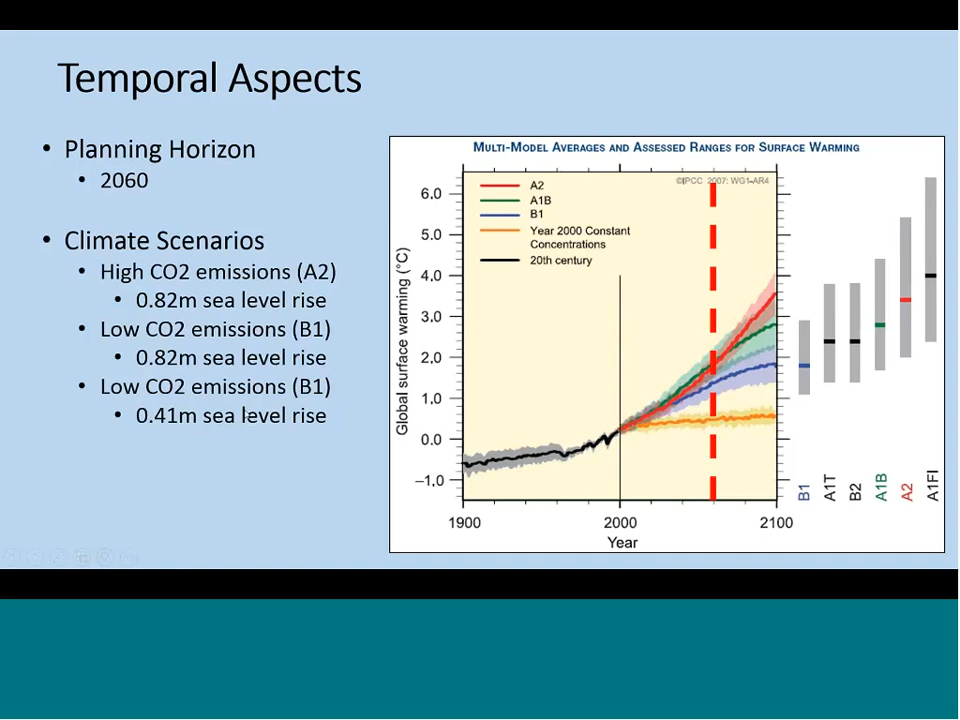 Temporal Aspects
• Planning Horizon
• 2060
• Climate Scenarios
• High CO2 emissions (A2)
• 0.82m sea level rise
• Low CO2 emissions (B1)
• 0.82m sea level rise
• Low CO2 emissions (B1)
• 0.41m sea level rise
MULTI-MODEL AVERAGES AND ASSESSED RANGES FOR SURFACE WARMING
©IPCC 2007: WG1-AR4
A2
A1B
B1
Year 2000 Constant
Concentrations
20th century
Global surface warming (°C)
6.0
5.0
4.0
3.0
2.0
1.0
0.0
–1.0
1900
2000
2100
Year
B1
A1T
B2
A1B
A2
A1FI